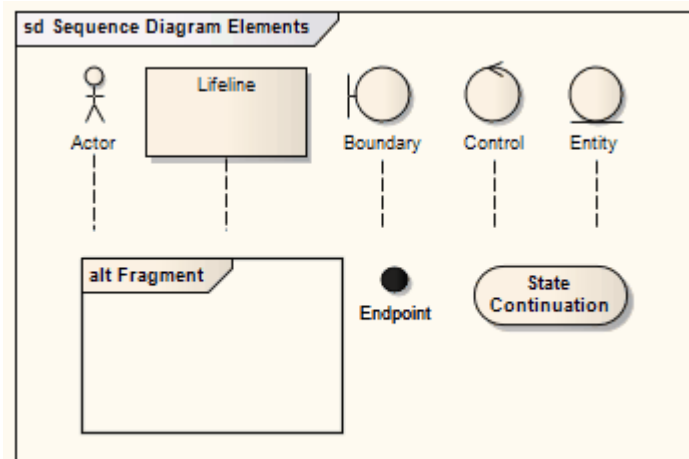 sd Sequence Diagram Elements
Lifeline
Actor
Boundary
Control
Entity
alt Fragment
Endpoint
State
Continuation